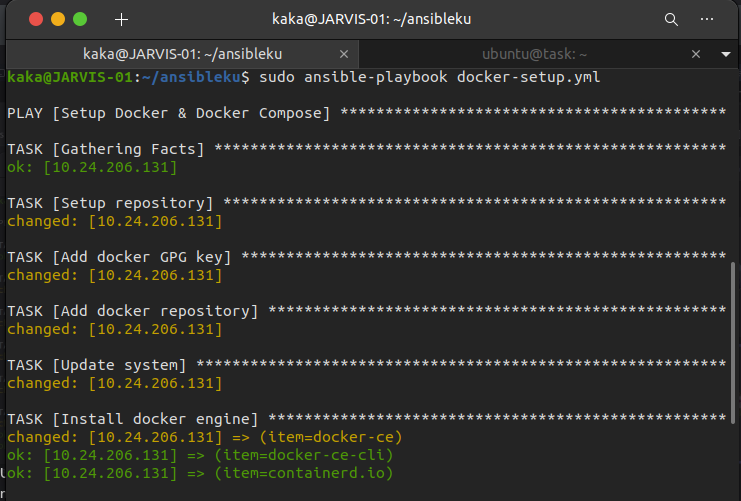 kaka@JARVIS-01: ~/ansibleku
kaka@JARVIS-01: ~/ansibleku
ubuntu@task: ~
kaka@JARVIS-01:~/ansibleku$ sudo ansible-playbook docker-setup.yml
PLAY [Setup Docker & Docker Compose] *******************************************
TASK [Gathering Facts] *********************************************************
ok: [10.24.206.131]
TASK [Setup repository] ********************************************************
changed: [10.24.206.131]
TASK [Add docker GPG key] ******************************************************
changed: [10.24.206.131]
TASK [Add docker repository] ***************************************************
changed: [10.24.206.131]
TASK [Update system] ***********************************************************
changed: [10.24.206.131]
TASK [Install docker engine] ***************************************************
changed: [10.24.206.131] => (item=docker-ce)
ok: [10.24.206.131] => (item=docker-ce-cli)
ok: [10.24.206.131] => (item=containerd.io)